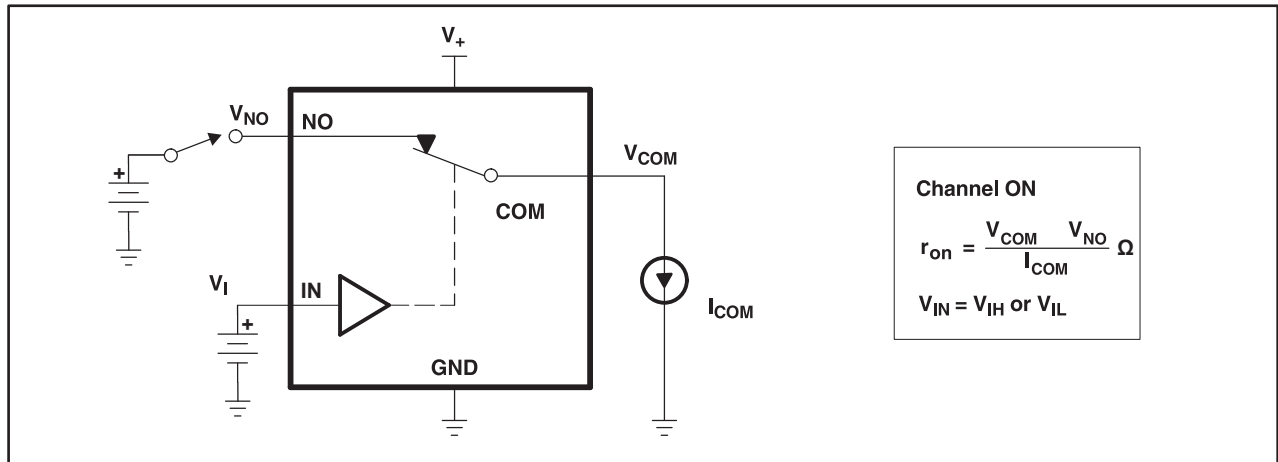 V+
VNO
NO
VCOM
+
COM
VI
IN
+
ICOM
GND
Channel ON
ron = VCOM VNO / ICOM Ω
VIN = VIH or VIL